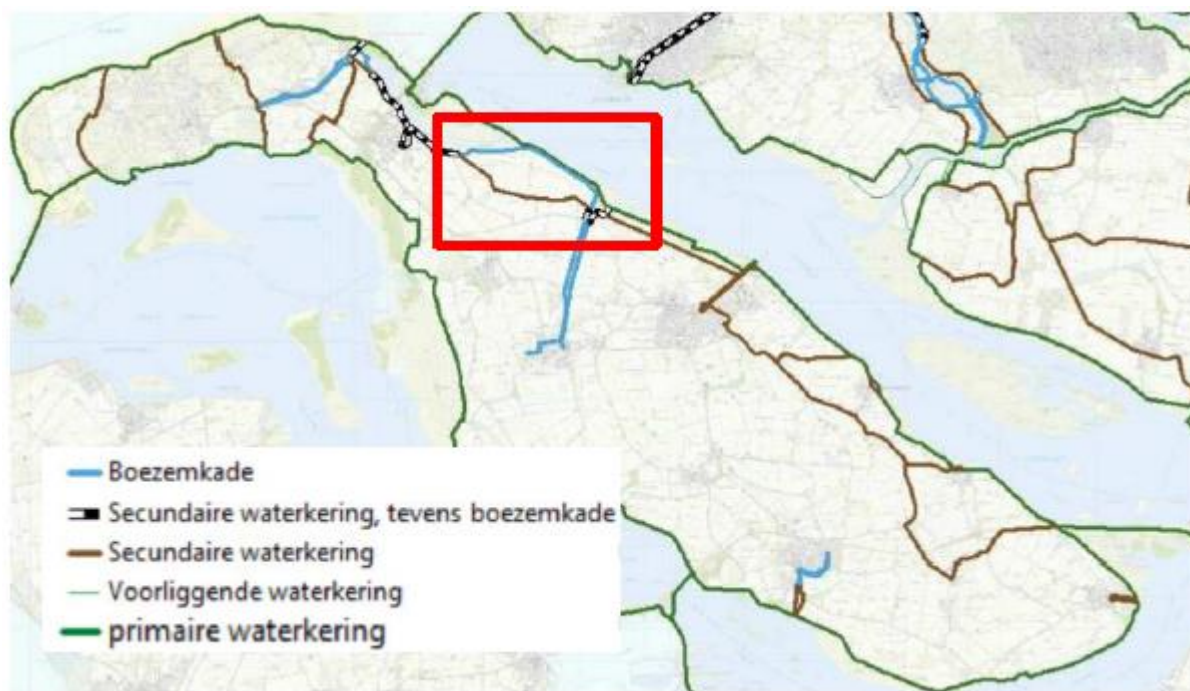 Boezemkade
Secundaire waterkering, tevens boezemkade
Secundaire waterkering
Voorliggende waterkering
primaire waterkering